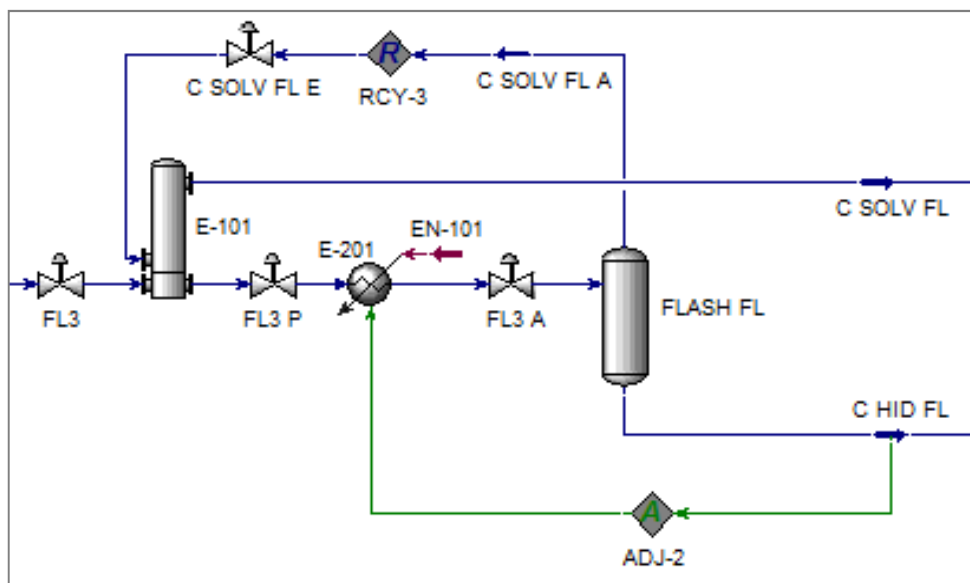 R
C SOLV FL E
RCY-3
C SOLV FL A
C SOLV FL
E-101
E-201
EN-101
FL3
FL3 P
FL3 A
FLASH FL
C HID FL
A
ADJ-2